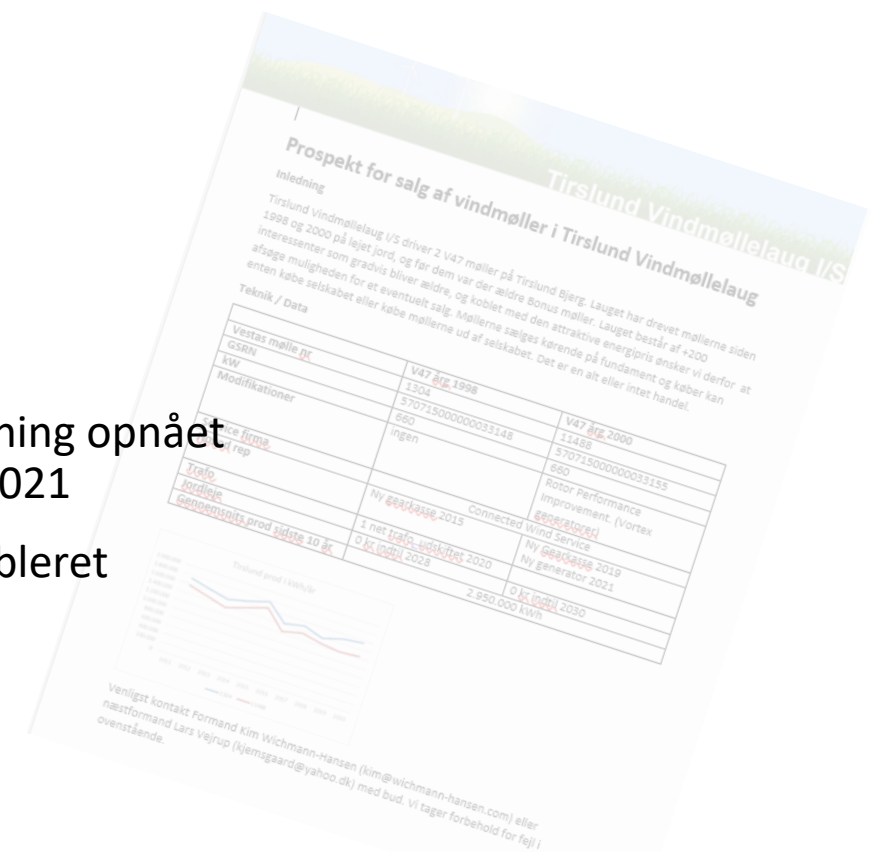 ning opnået
021
bleret
Tirslund Vindmøllelaug I/S
Prospekt for salg af vindmøller i Tirslund Vindmøllelaug
Inledning
Tirslund Vindmøllelaug I/S driver 2 V47 møller på Tirslund Bjerg. Lauget har drevet møllerne siden
1998 og 2000 på lejet jord, og før dem var der ældre Bonus møller. Lauget består af +200
interessenter som gradvis bliver ældre, og koblet med den attraktive energipris ønsker vi derfor at
afsøge muligheden for et eventuelt salg. Møllerne sælges kørende på fundament og køber kan
enten købe selskabet eller købe møllerne ud af selskabet. Det er en alt eller intet handel.
Teknik / Data
V47 årg 1998 V47 årg 2000
Vestas mølle nr 1304 11488
GSRN 570715000000033148 570715000000033155
kW 660 660
Modifikationer ingen Rotor Performance
Improvement. (Vortex
generatorer)
Service firma Connected Wind Service
rep Ny gearkasse 2015 Ny Gearkasse 2019
Ny generator 2021
Trafo 1 net trafo, udskiftet 2020
Jordleje 0 kr indtil 2028 0 kr indtil 2030
Genoemsnits prod sidste 10 år 2.950.000 kWh
Tirslund prod i kWh/år
Venligst kontakt Formand Kim Wichmann-Hansen (kim@wichmann-hansen.com) eller
næstformand Lars Vejrup (kjemsgaard@yahoo.dk) med bud. Vi tager forbehold for fejl i
ovenstående.